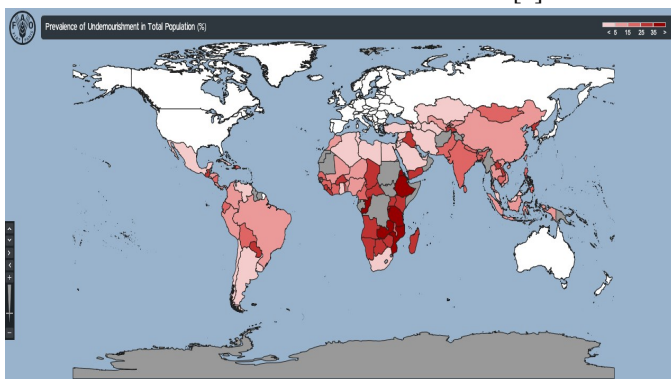 [ ]
F A O
Prevalence of Undernourishment in Total Population (%)
< 5 15 25 35 >